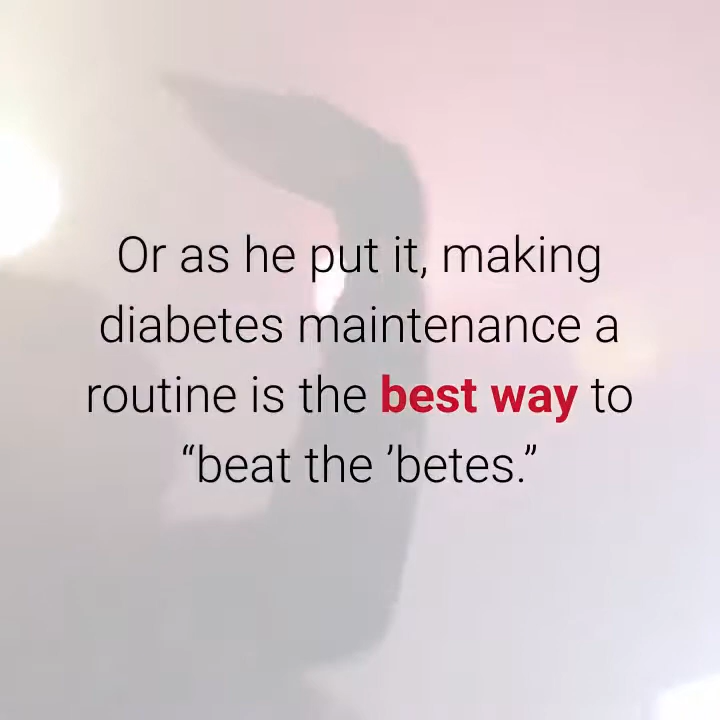 Or as he put it, making
diabetes maintenance a
routine is the best way to
“beat the ’betes.”